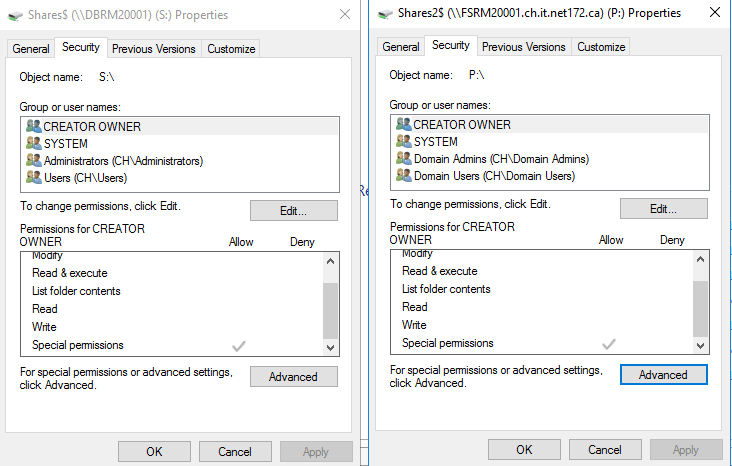 Shares$ (\\DBRM20001) (S:) Properties
General Security Previous Versions Customize
Object name: S:\
Group or user names:
CREATOR OWNER
SYSTEM
Administrators (CH\Administrators)
Users (CH\Users)
To change permissions, click Edit.
Edit...
Permissions for CREATOR
OWNER Allow Deny
Modify
Read & execute
List folder contents
Read
Write
Special permissions
For special permissions or advanced settings,
click Advanced.
Advanced
OK Cancel Apply
Shares2$ (\\FSRM20001.ch.it.net172.ca) (P:) Properties
General Security Previous Versions Customize
Object name: P:\
Group or user names:
CREATOR OWNER
SYSTEM
Domain Admins (CH\Domain Admins)
Domain Users (CH\Domain Users)
To change permissions, click Edit.
Edit...
Permissions for CREATOR
OWNER Allow Deny
Modify
Read & execute
List folder contents
Read
Write
Special permissions
For special permissions or advanced settings,
click Advanced.
Advanced
OK Cancel Apply